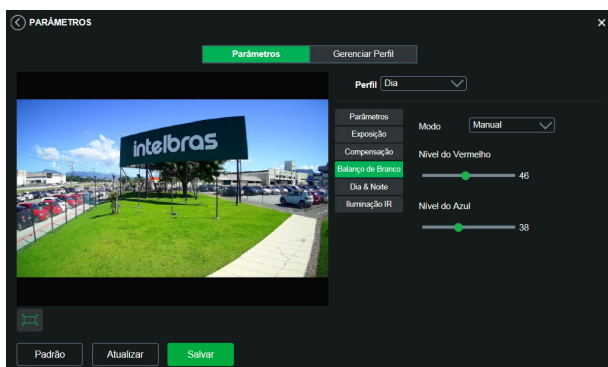 PARÂMETROS
Parâmetros Gerenciar Perfil
Perfil Dia
intelbras
Parâmetros
Exposição
Compensação
Balanço de Branco
Dia & Noite
Iluminação IR
Modo Manual
Nível do Vermelho
46
Nível do Azul
38
Padrão Atualizar Salvar